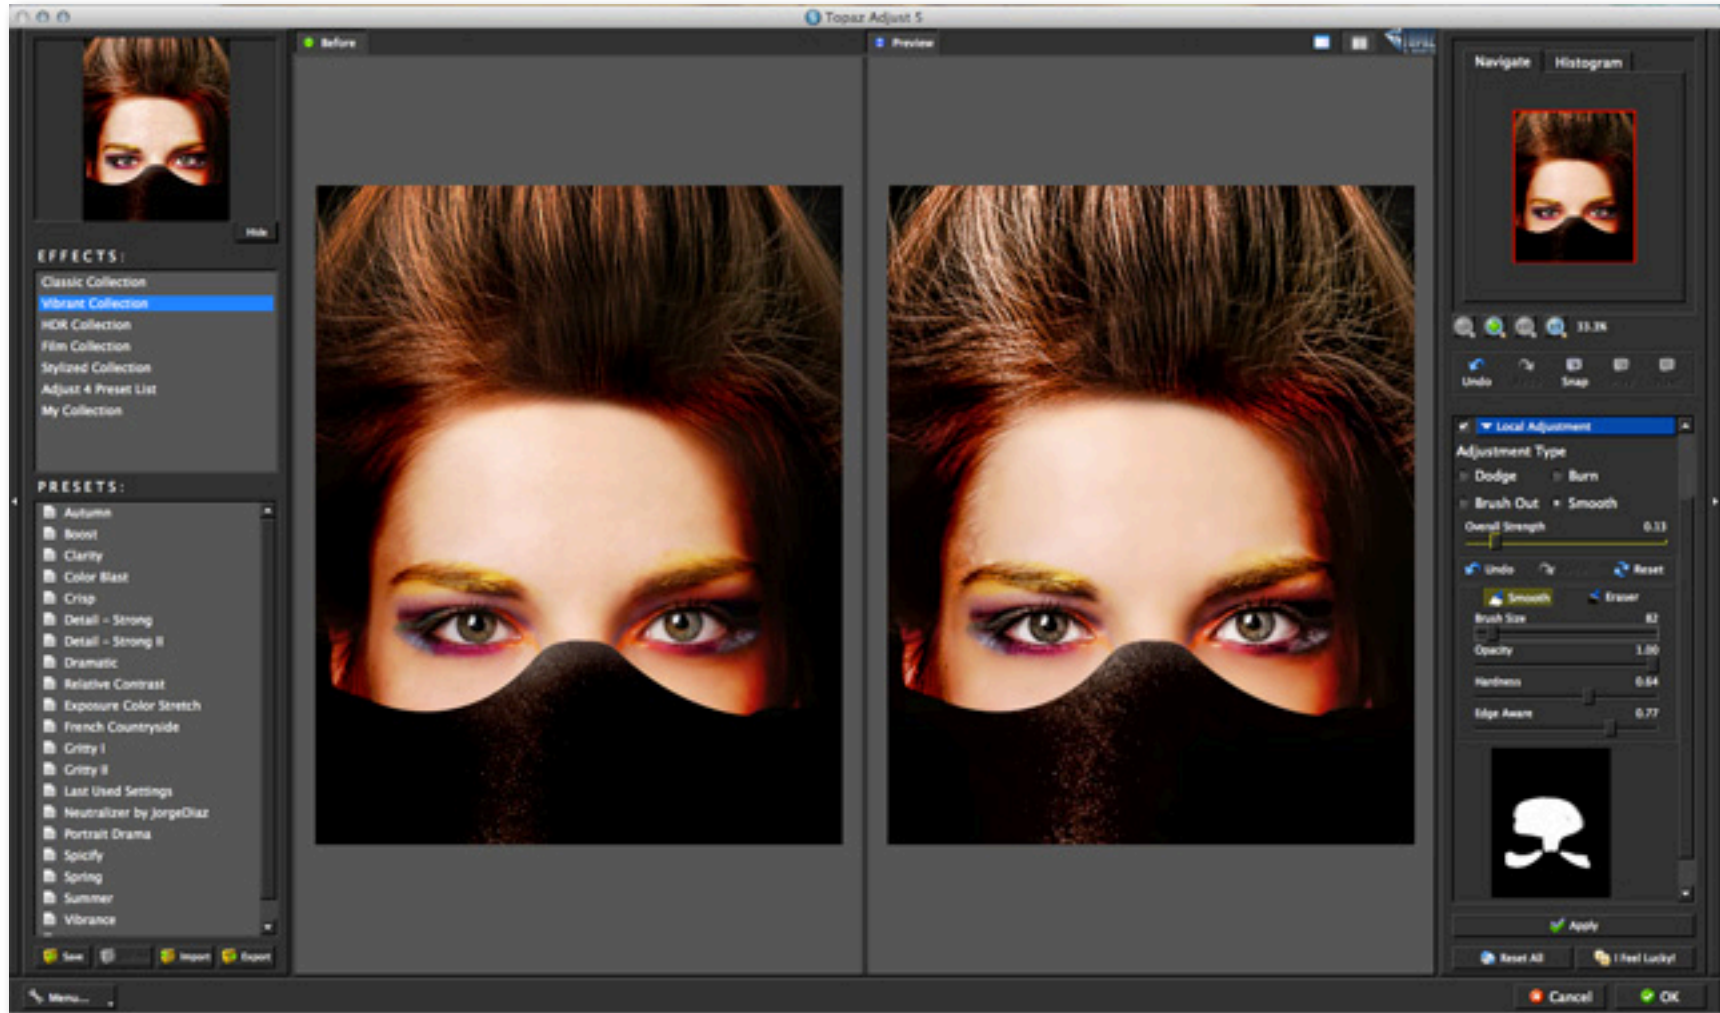 Topaz Adjust 5
Before
Preview
Navigate Histogram
Hide
EFFECTS:
Classic Collection
Vibrant Collection
HDR Collection
Film Collection
Stylized Collection
Adjust 4 Preset List
My Collection
PRESETS:
Autumn
Boost
Clarity
Color Blast
Crisp
Detail - Strong
Detail - Strong II
Dramatic
Relative Contrast
Exposure Color Stretch
French Countryside
Gritty I
Gritty II
Last Used Settings
Neutralizer by JorgeDiaz
Portrait Drama
Spicify
Spring
Summer
Vibrance
Save Import Export
Menu...
33.3%
Undo Snap
Local Adjustment
Adjustment Type
Dodge Burn
Brush Out Smooth
Overall Strength 0.13
Undo Reset
Smooth Eraser
Brush Size 82
Opacity 1.00
Hardness 0.64
Edge Aware 0.77
Apply
Reset All I Feel Lucky!
Cancel OK